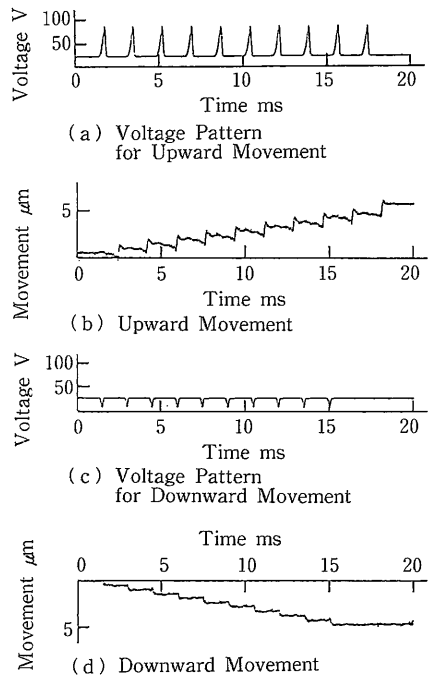 Voltage V
100
50
0 5 10 15 20
Time ms
(a) Voltage Pattern
for Upward Movement
Movement μm
5
0 5 10 15 20
Time ms
(b) Upward Movement
Voltage V
100
50
0 5 10 15 20
Time ms
(c) Voltage Pattern
for Downward Movement
Time ms
Movement μm
0 5 10 15 20
5
(d) Downward Movement